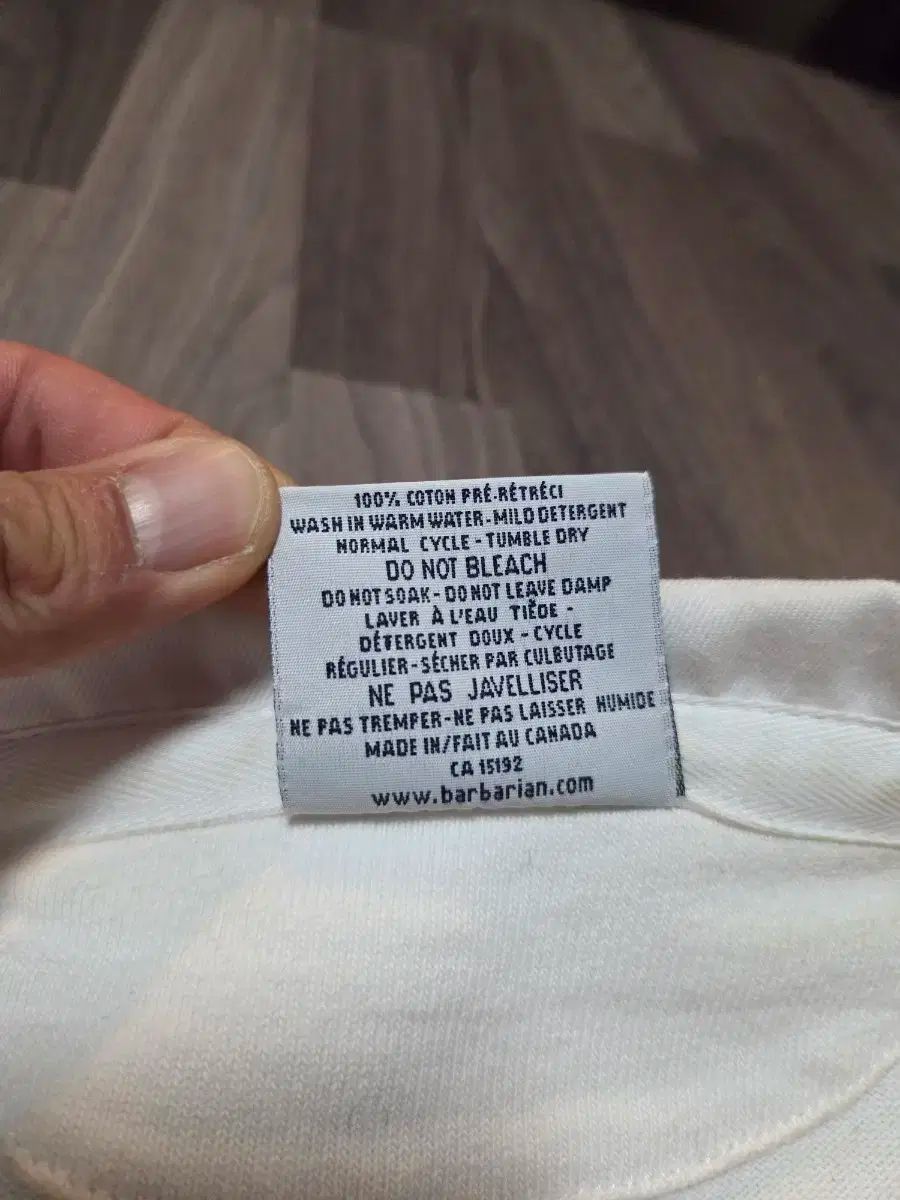 100% COTON PRÉ-RÉTRÉCI
WASH IN WARM WATER-MILD DETERGENT
NORMAL CYCLE - TUMBLE DRY
DO NOT BLEACH
DO NOT SOAK - DO NOT LEAVE DAMP
LAVER À L'EAU TIÈDE -
DÉTERGENT DOUX - CYCLE
RÉGULIER - SÉCHER PAR CULBUTAGE
NE PAS JAVELLISER
NE PAS TREMPER-NE PAS LAISSER HUMIDE
MADE IN/FAIT AU CANADA
CA 15192
www.barbarian.com